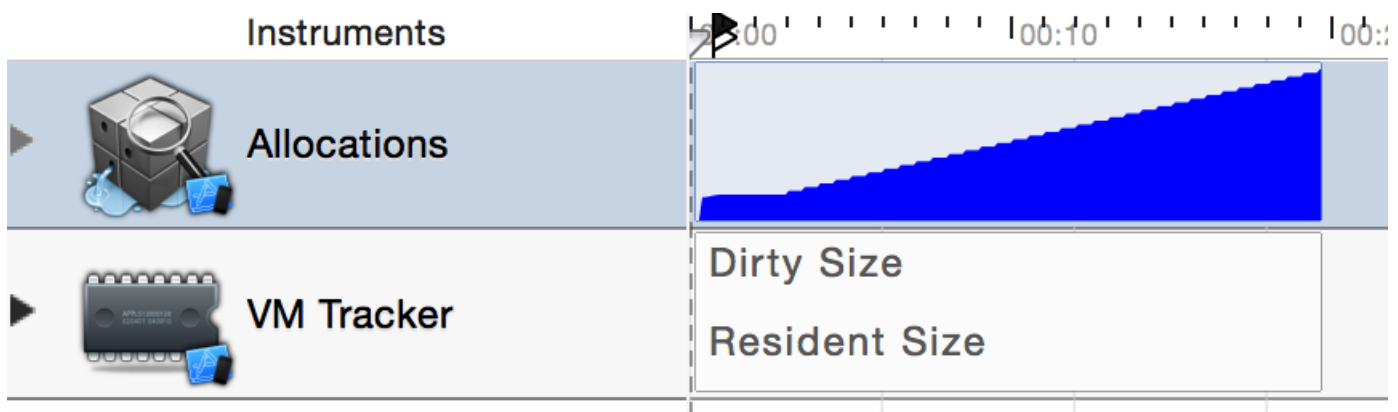 Instruments
00:10
Allocations
VM Tracker
Dirty Size
Resident Size